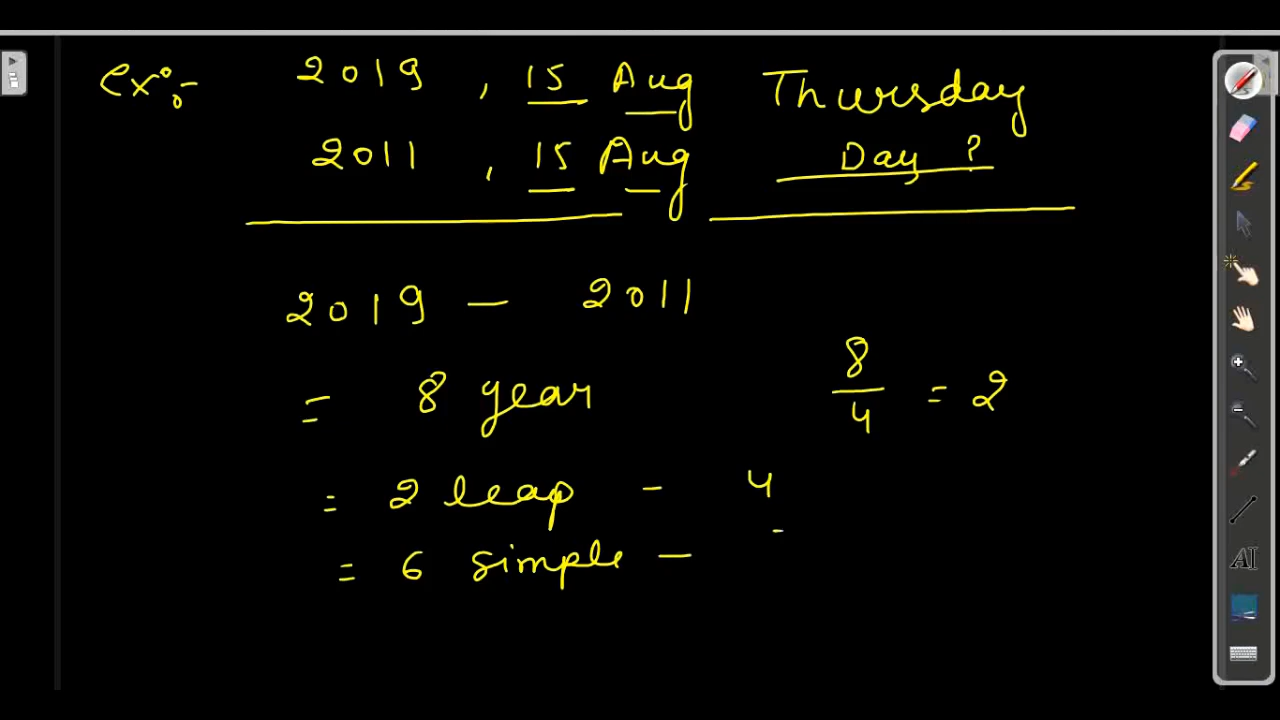 ex:- 2019 , 15 Aug Thursday
2011 , 15 Aug Day ?
2019 - 2011
= 8 year 8/4 = 2
= 2 leap - 4
= 6 simple -
AI